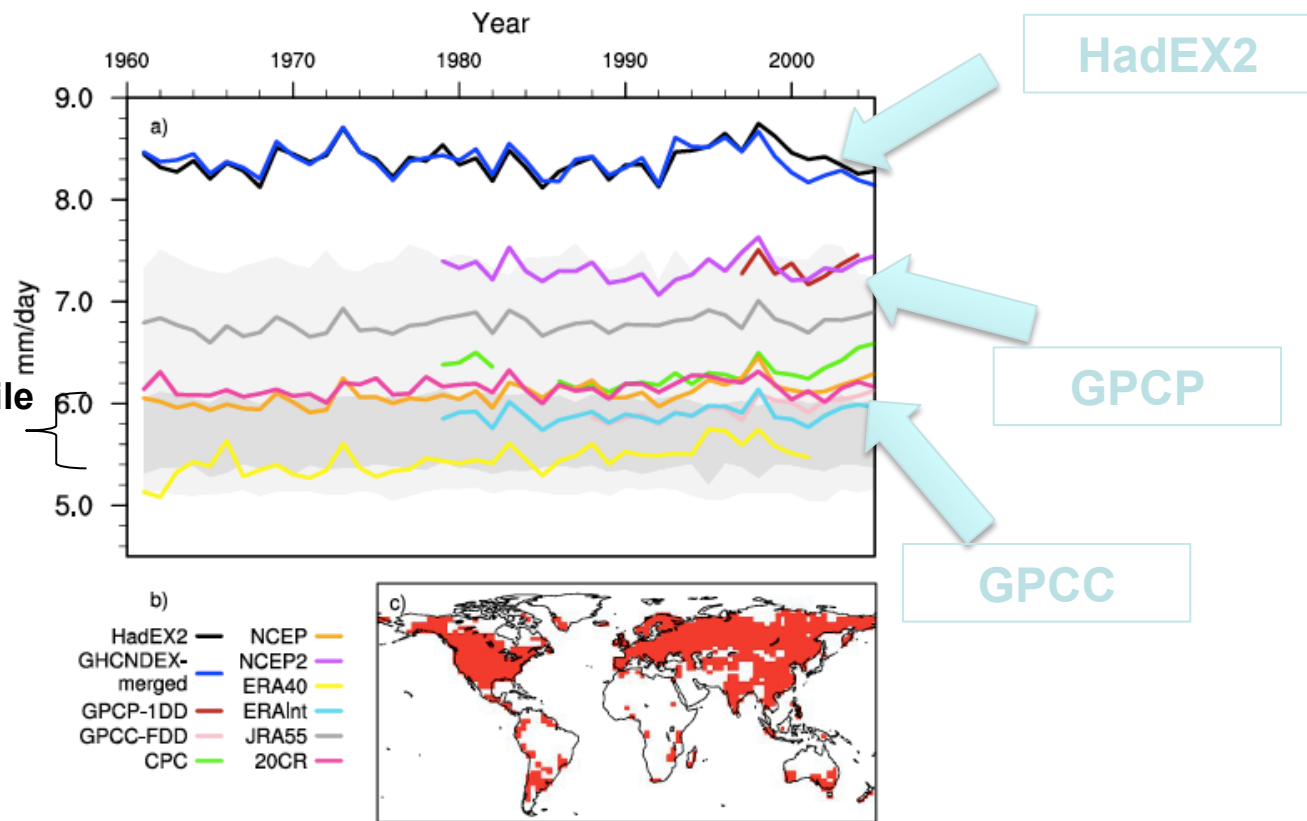 Year
1960 1970 1980 1990 2000
HadEX2
a)
9.0
8.0
7.0
6.0
5.0
mm/day
ile
GPCP
GPCC
b)
HadEX2 NCEP
GHCNDEX- NCEP2
merged ERA40
GPCP-1DD ERAInt
GPCC-FDD JRA55
CPC 20CR
c)